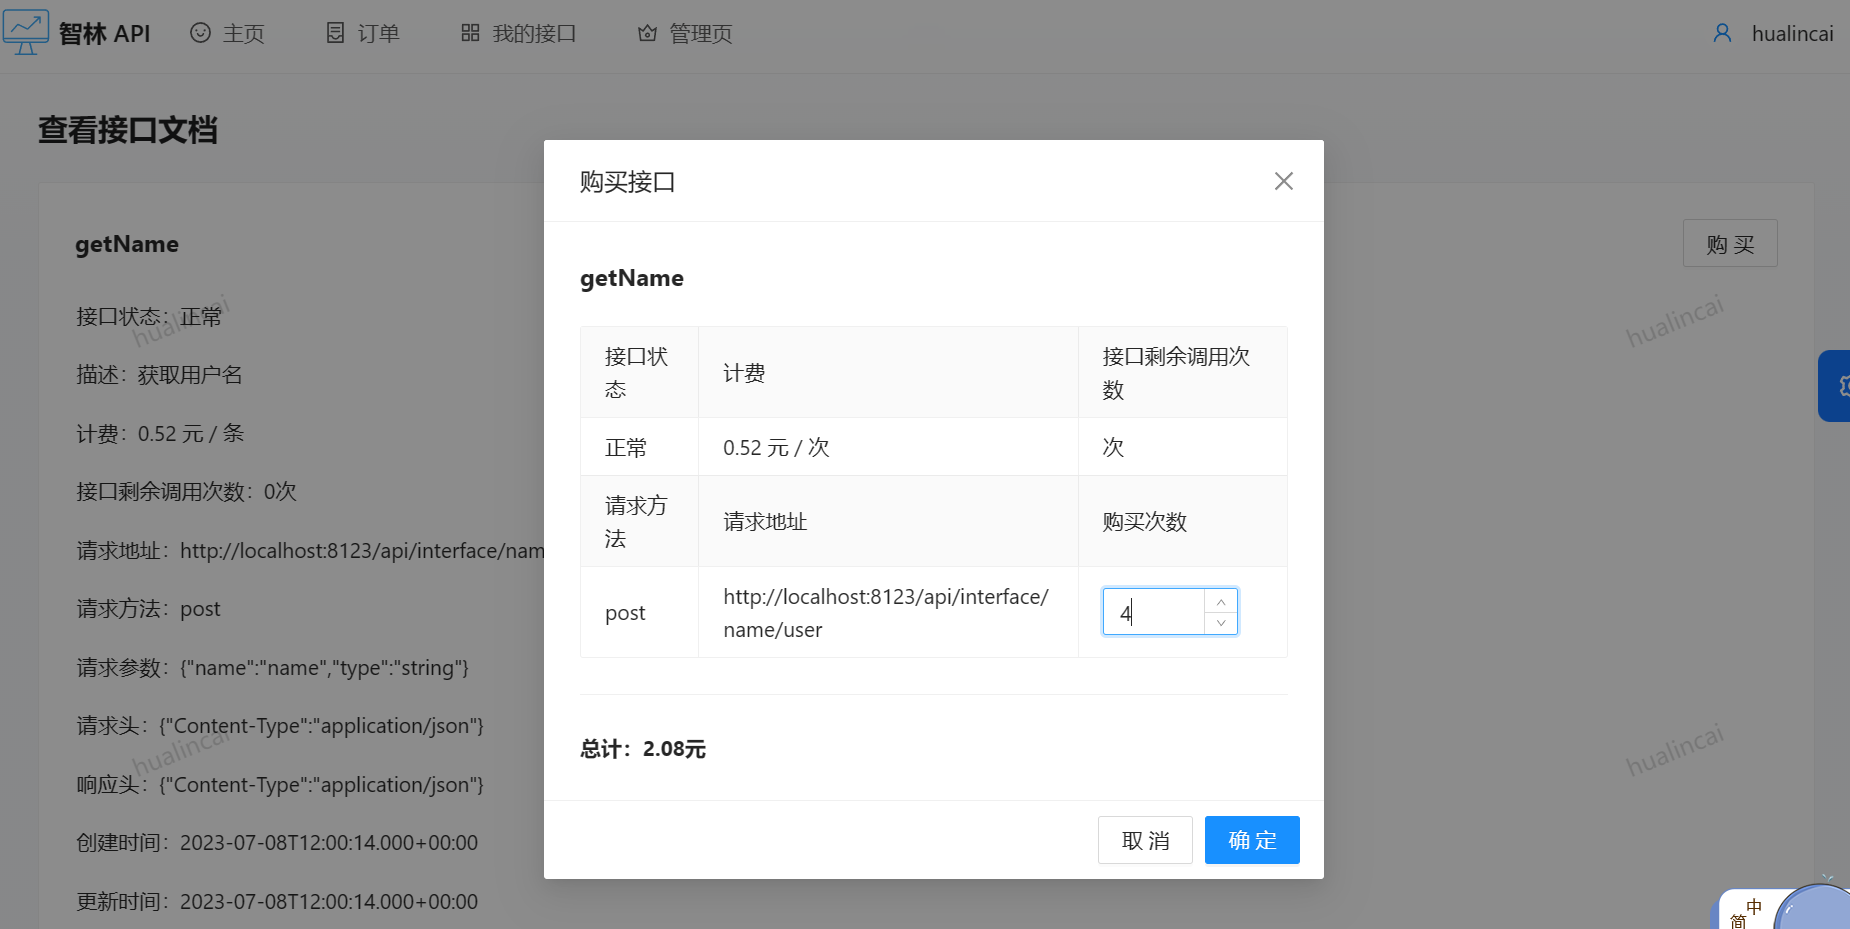 智林 API
主页
订单
我的接口
管理页
hualincai
查看接口文档
getName
购 买
接口状态：正常
描述：获取用户名
计费：0.52 元 / 条
接口剩余调用次数：0次
请求地址：http://localhost:8123/api/interface/nam
请求方法：post
请求参数：{"name":"name","type":"string"}
请求头：{"Content-Type":"application/json"}
响应头：{"Content-Type":"application/json"}
创建时间：2023-07-08T12:00:14.000+00:00
更新时间：2023-07-08T12:00:14.000+00:00
hualincai
hualincai
hualincai
hualincai
购买接口
getName
接口状
态
计费
接口剩余调用次
数
正常
0.52 元 / 次
次
请求方
法
请求地址
购买次数
post
http://localhost:8123/api/interface/
name/user
4
总计：2.08元
取 消
确 定
中
简